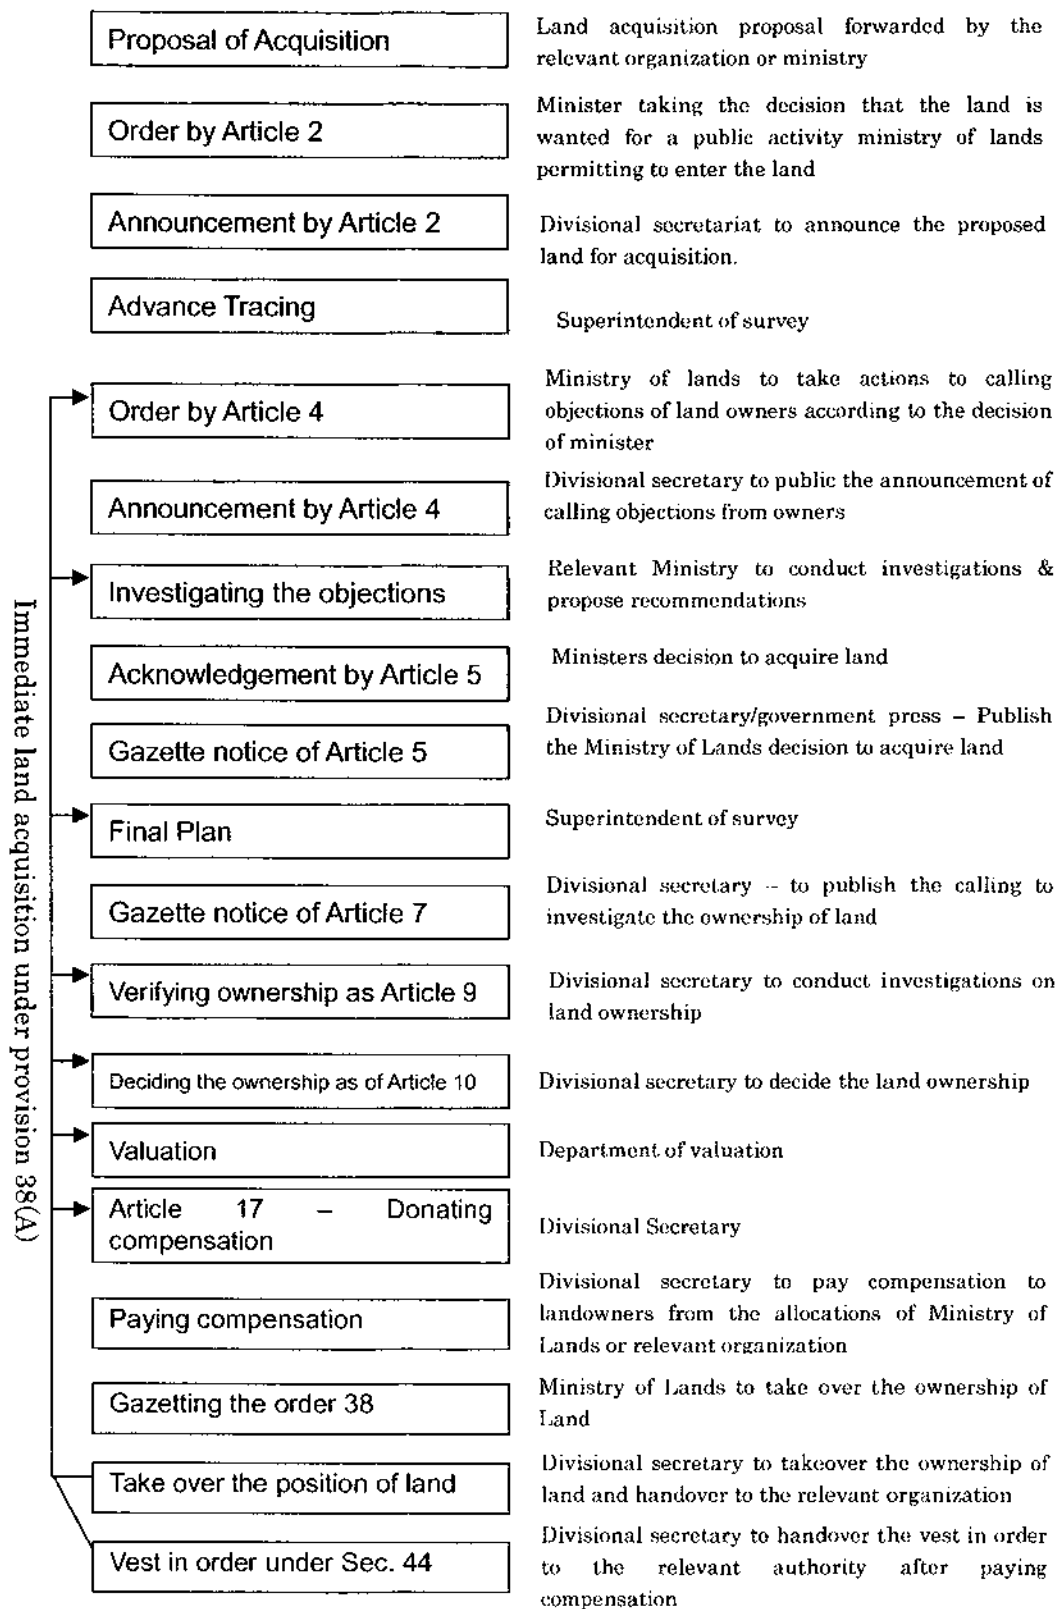 Proposal of Acquisition
Land acquisition proposal forwarded by the
relevant organization or ministry
Order by Article 2
Minister taking the decision that the land is
wanted for a public activity ministry of lands
permitting to enter the land
Announcement by Article 2
Divisional secretariat to announce the proposed
land for acquisition.
Advance Tracing
Superintendent of survey
Order by Article 4
Ministry of lands to take actions to calling
objections of land owners according to the decision
of minister
Announcement by Article 4
Divisional secretary to public the announcement of
calling objections from owners
Investigating the objections
Relevant Ministry to conduct investigations &
propose recommendations
Acknowledgement by Article 5
Ministers decision to acquire land
Gazette notice of Article 5
Divisional secretary/government press – Publish
the Ministry of Lands decision to acquire land
Final Plan
Superintendent of survey
Gazette notice of Article 7
Divisional secretary – to publish the calling to
investigate the ownership of land
Verifying ownership as Article 9
Divisional secretary to conduct investigations on
land ownership
Deciding the ownership as of Article 10
Divisional secretary to decide the land ownership
Valuation
Department of valuation
Article 17 – Donating
compensation
Divisional Secretary
Paying compensation
Divisional secretary to pay compensation to
landowners from the allocations of Ministry of
Lands or relevant organization
Gazetting the order 38
Ministry of Lands to take over the ownership of
Land
Take over the position of land
Divisional secretary to takeover the ownership of
land and handover to the relevant organization
Vest in order under Sec. 44
Divisional secretary to handover the vest in order
to the relevant authority after paying
compensation
Immediate land acquisition under provision 38(A)